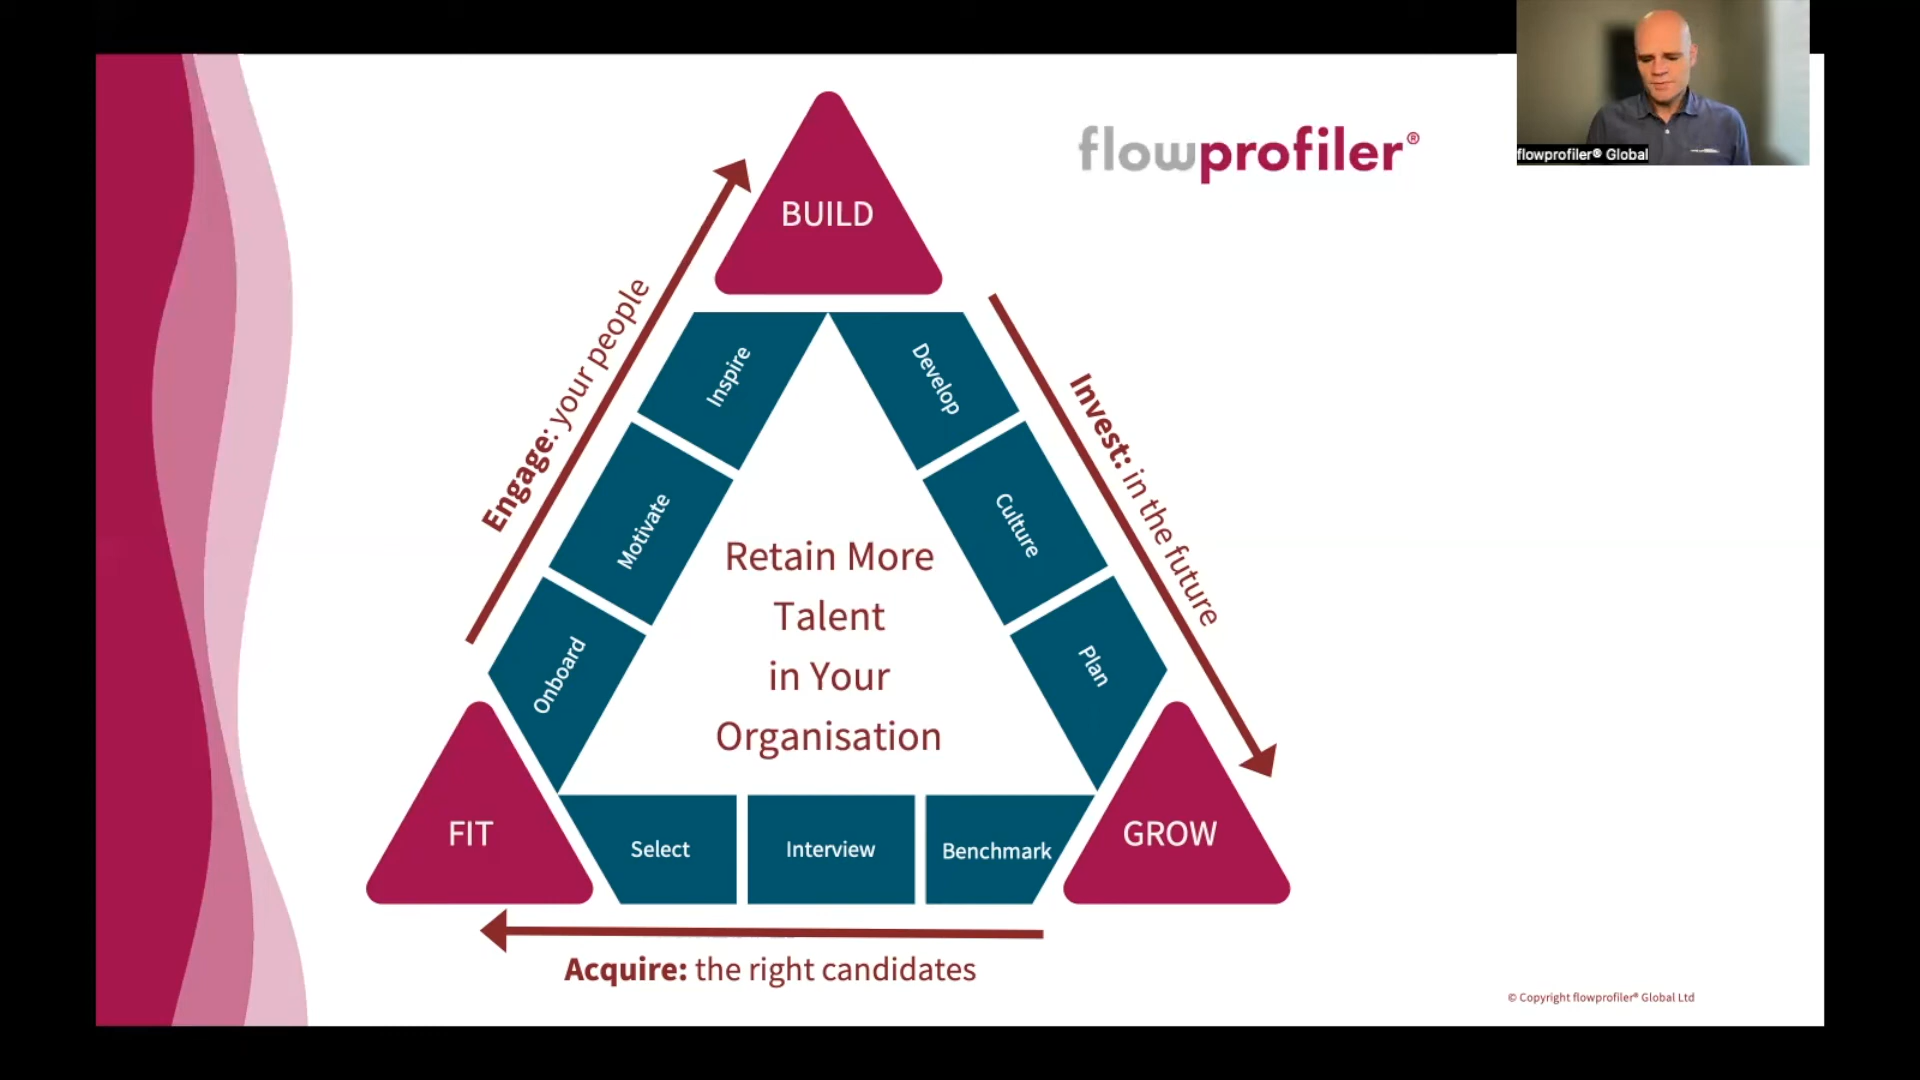 flowprofiler®
flowprofiler® Global
BUILD
Engage: your people
Invest: in the future
Inspire
Develop
Motivate
Culture
Onboard
Plan
Retain More
Talent
in Your
Organisation
FIT
GROW
Select
Interview
Benchmark
Acquire: the right candidates
© Copyright flowprofiler® Global Ltd